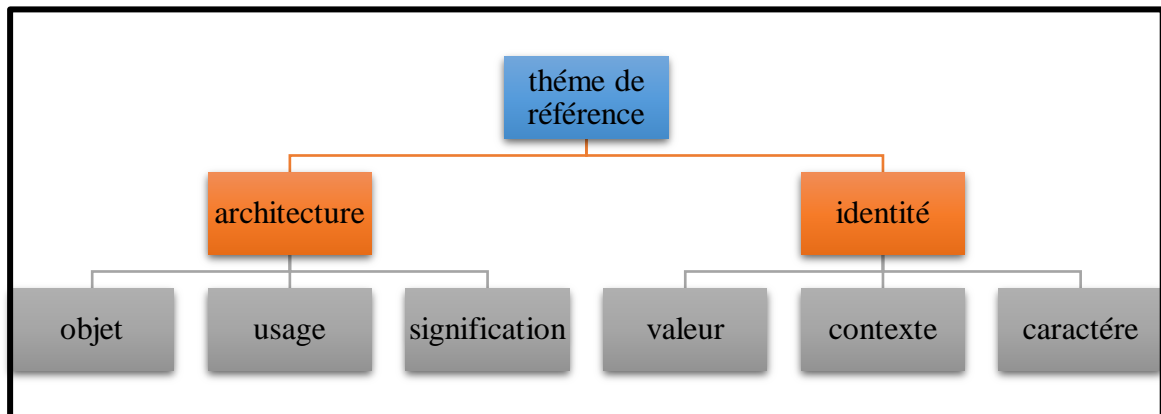 théme de
référence
architecture
identité
objet
usage
signification
valeur
contexte
caractére